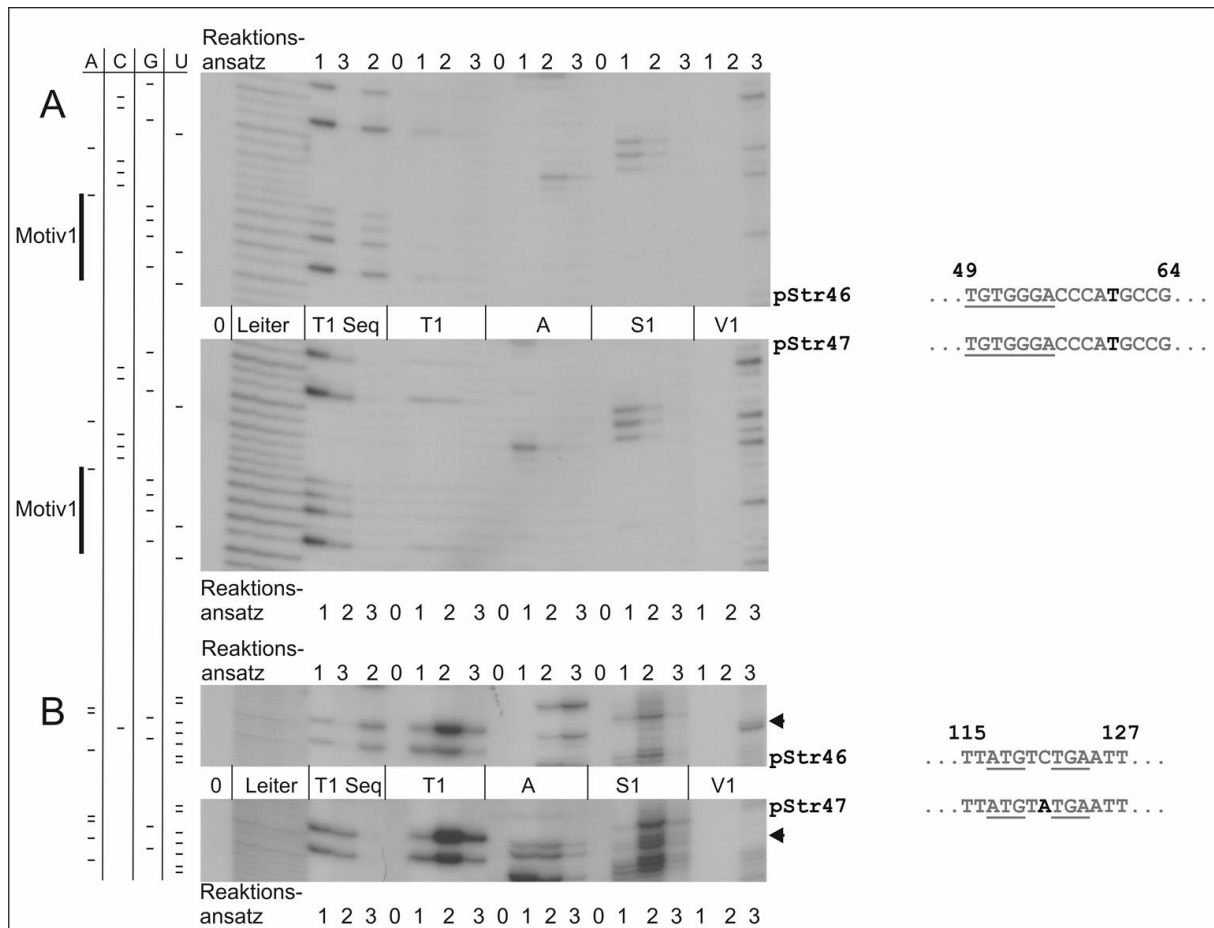 Reaktions-
ansatz 1 3 2 0 1 2 3 0 1 2 3 0 1 2 3 1 2 3
A C G U
A
Motiv1
49 64
pStr46 ...TGTGGGACCCATGCCG...
0 Leiter T1 Seq T1 A S1 V1
pStr47 ...TGTGGGACCCATGCCG...
Motiv1
Reaktions-
ansatz 1 2 3 0 1 2 3 0 1 2 3 0 1 2 3 1 2 3
Reaktions-
ansatz 1 3 2 0 1 2 3 0 1 2 3 0 1 2 3 1 2 3
B
115 127
pStr46 ...TTATGTCTGAATT...
0 Leiter T1 Seq T1 A S1 V1
pStr47 ...TTATGTATGAATT...
Reaktions-
ansatz 1 2 3 0 1 2 3 0 1 2 3 0 1 2 3 1 2 3